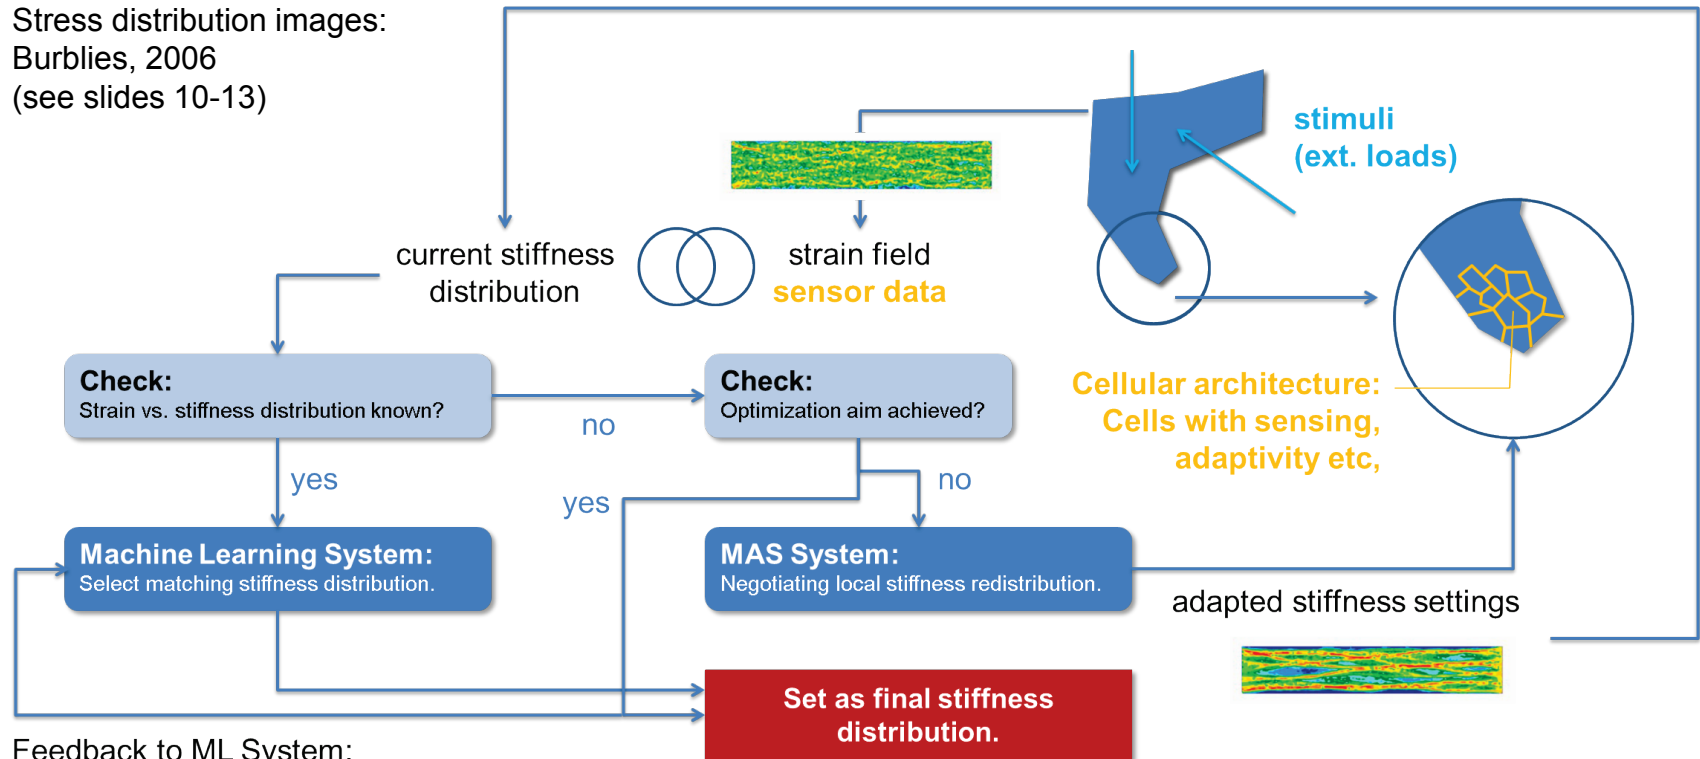 Stress distribution images:
Burblies, 2006
(see slides 10-13)
stimuli
(ext. loads)
current stiffness
distribution
strain field
sensor data
Check:
Strain vs. stiffness distribution known?
no
Check:
Optimization aim achieved?
Cellular architecture:
Cells with sensing,
adaptivity etc,
yes
yes
no
Machine Learning System:
Select matching stiffness distribution.
MAS System:
Negotiating local stiffness redistribution.
adapted stiffness settings
Set as final stiffness
distribution.
Feedback to ML System: